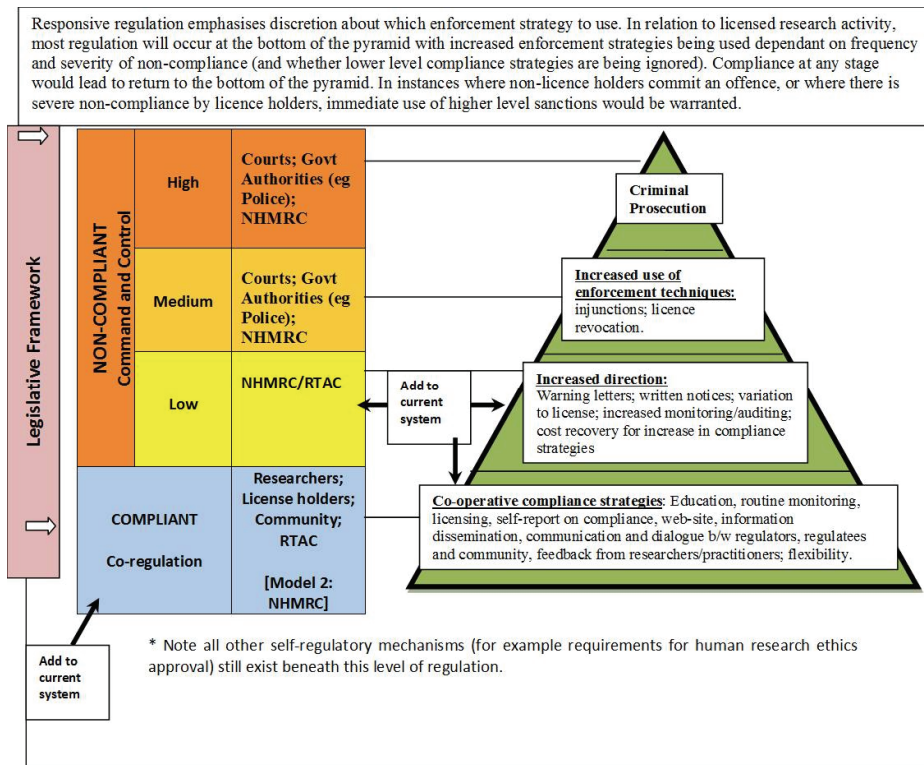 Responsive regulation emphasises discretion about which enforcement strategy to use. In relation to licensed research activity,
most regulation will occur at the bottom of the pyramid with increased enforcement strategies being used dependant on frequency
and severity of non-compliance (and whether lower level compliance strategies are being ignored). Compliance at any stage
would lead to return to the bottom of the pyramid. In instances where non-licence holders commit an offence, or where there is
severe non-compliance by licence holders, immediate use of higher level sanctions would be warranted.
Legislative Framework
NON-COMPLIANT
Command and Control
High
Courts; Govt
Authorities (eg
Police);
NHMRC
Medium
Courts; Govt
Authorities (eg
Police);
NHMRC
Low
NHMRC/RTAC
COMPLIANT
Co-regulation
Researchers;
License holders;
Community;
RTAC
[Model 2:
NHMRC]
Add to
current
system
Criminal
Prosecution
Increased use of
enforcement techniques:
injunctions; licence
revocation.
Increased direction:
Warning letters; written notices; variation
to license; increased monitoring/auditing;
cost recovery for increase in compliance
strategies
Co-operative compliance strategies: Education, routine monitoring,
licensing, self-report on compliance, web-site, information
dissemination, communication and dialogue b/w regulators, regulatees
and community, feedback from researchers/practitioners; flexibility.
Add to
current
system
* Note all other self-regulatory mechanisms (for example requirements for human research ethics
approval) still exist beneath this level of regulation.